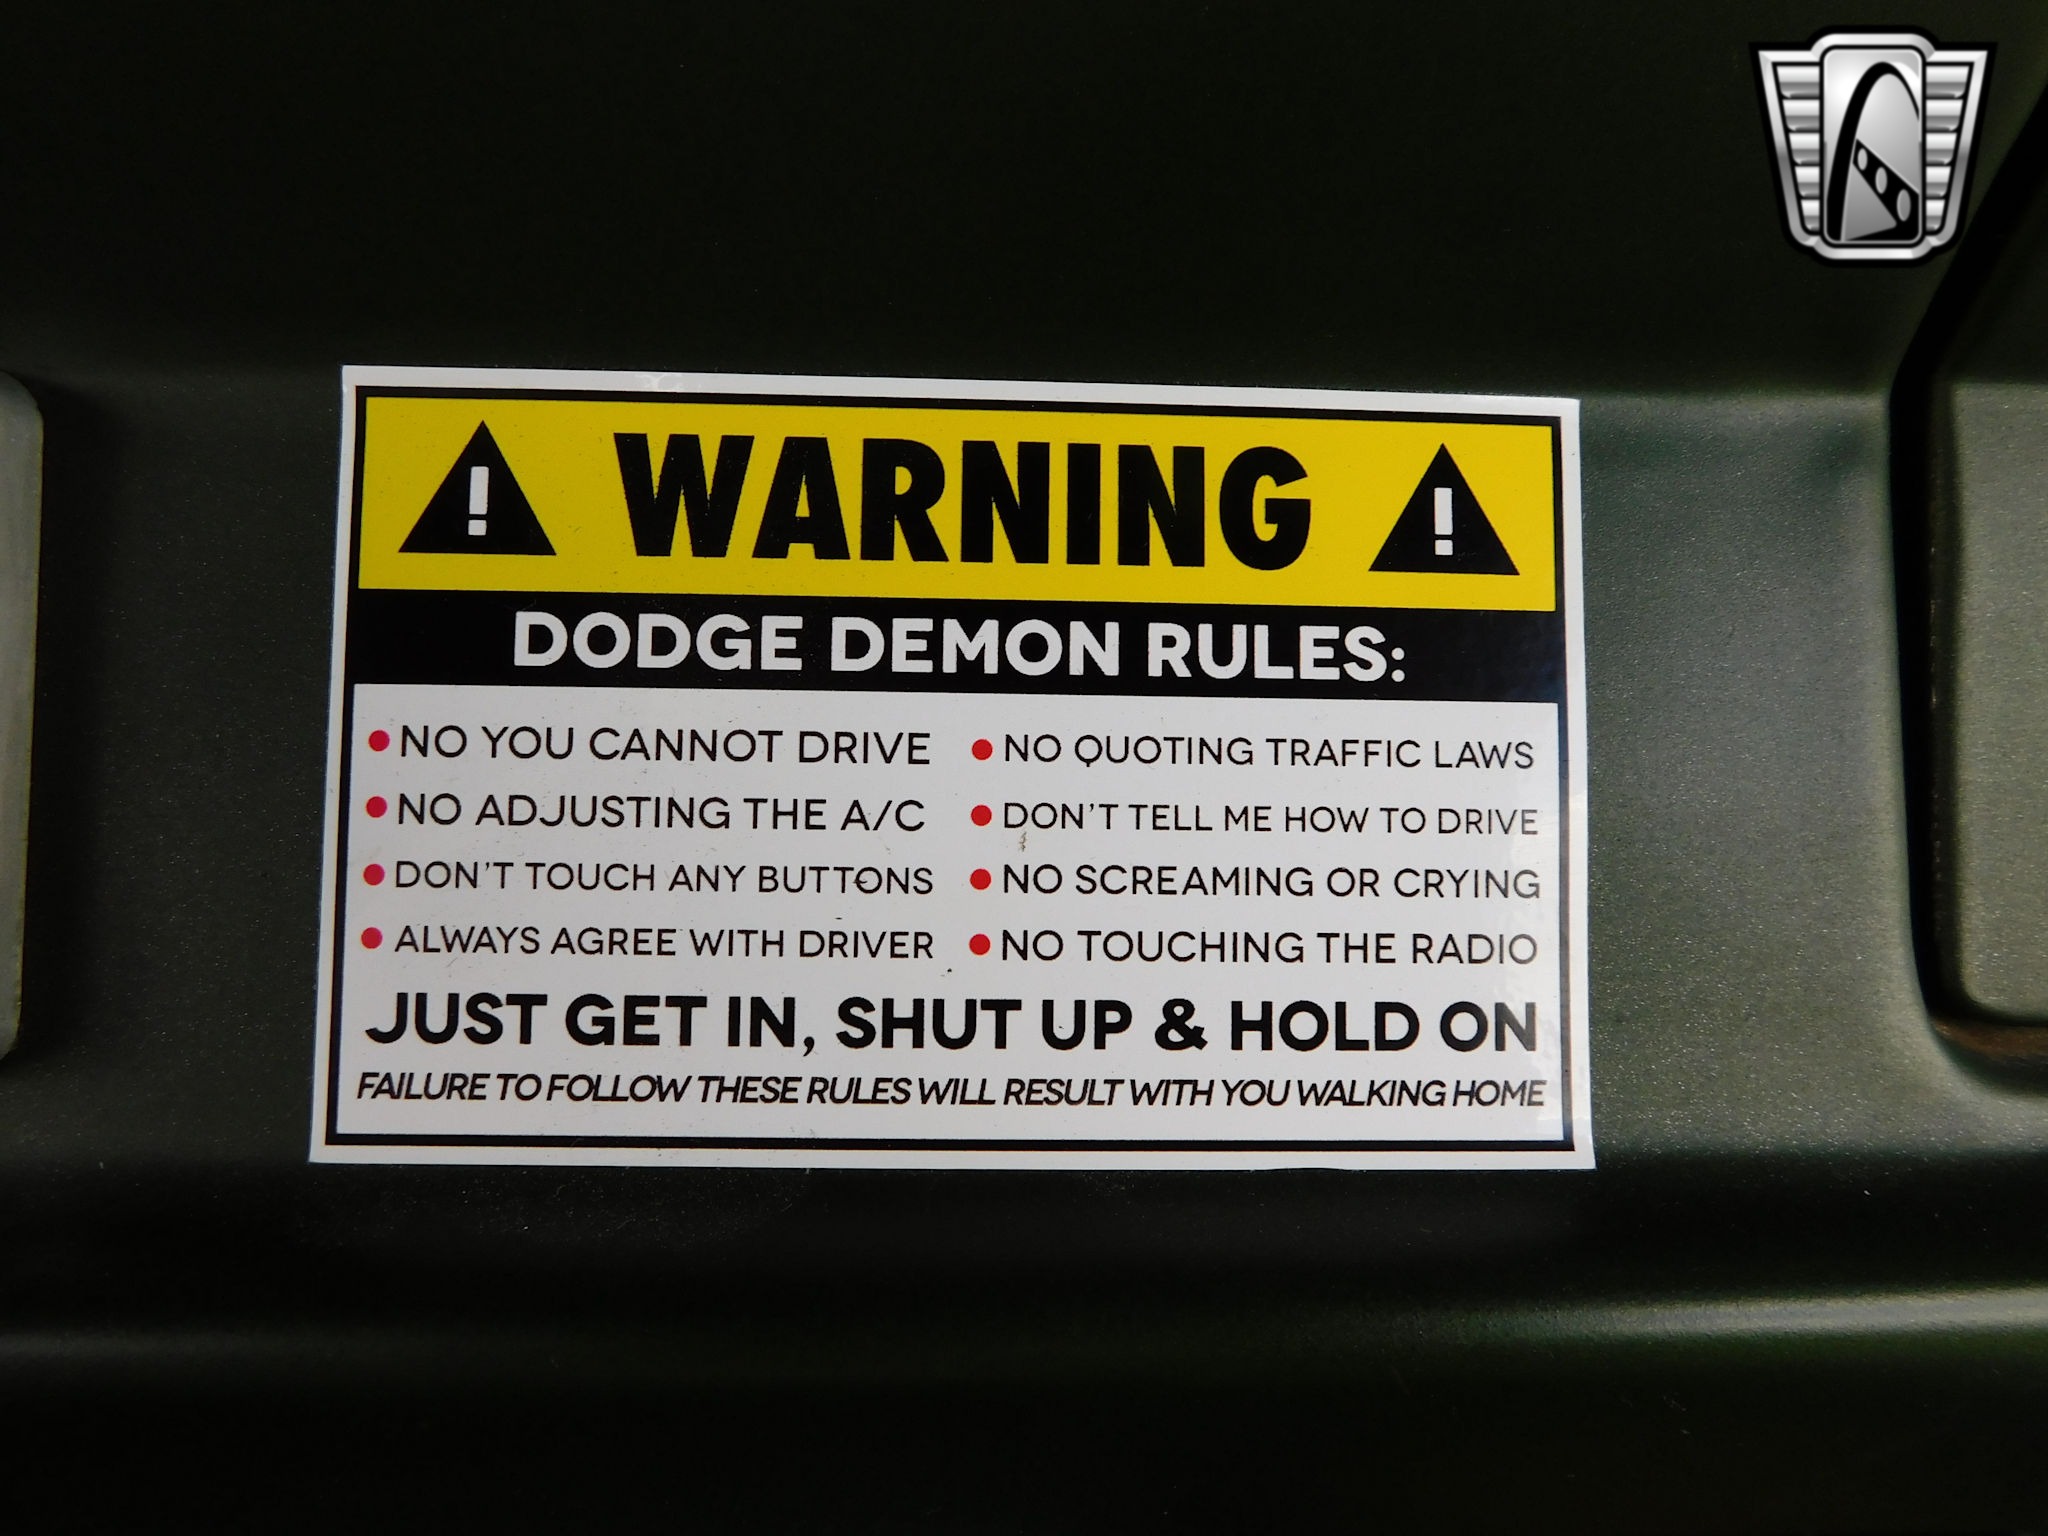 WARNING
DODGE DEMON RULES:
• NO YOU CANNOT DRIVE
• NO ADJUSTING THE A/C
• DON'T TOUCH ANY BUTTONS
• ALWAYS AGREE WITH DRIVER
• NO QUOTING TRAFFIC LAWS
• DON'T TELL ME HOW TO DRIVE
• NO SCREAMING OR CRYING
• NO TOUCHING THE RADIO
JUST GET IN, SHUT UP & HOLD ON
FAILURE TO FOLLOW THESE RULES WILL RESULT WITH YOU WALKING HOME